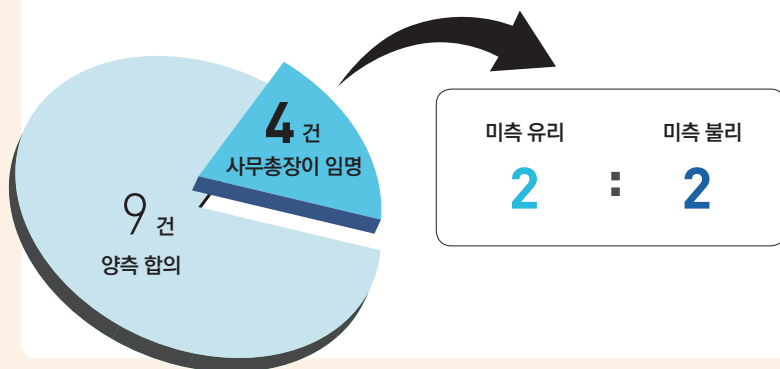 4 건
사무총장이 임명
9 건
양측 합의
미측 유리 미측 불리
2 : 2